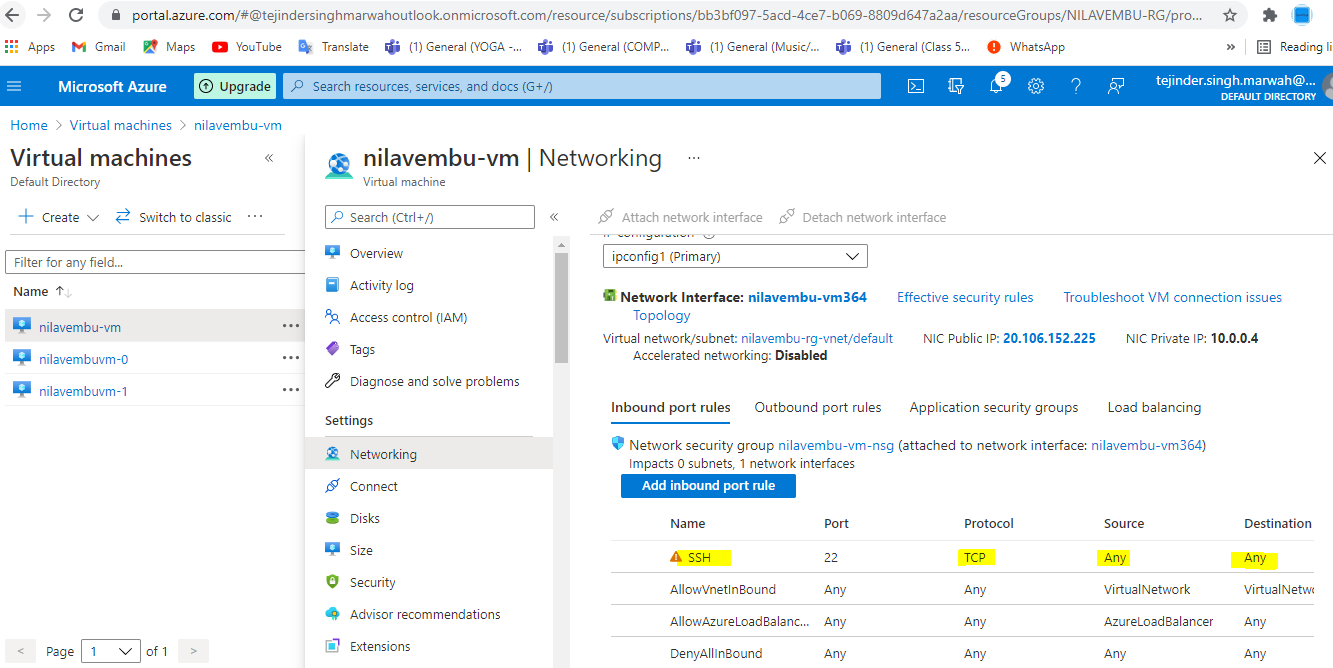 portal.azure.com/#@tejindersinghmarwahoutlook.onmicrosoft.com/resource/subscriptions/bb3bf097-5acd-4ce7-b069-8809d647a2aa/resourceGroups/NILAVEMBU-RG/pro...
Apps Gmail Maps YouTube Translate (1) General (YOGA -... (1) General (COMP... (1) General (Music/... (1) General (Class 5... WhatsApp » Reading li
Microsoft Azure Upgrade Search resources, services, and docs (G+/) 5 tejinder.singh.marwah@...
DEFAULT DIRECTORY
Home > Virtual machines > nilavembu-vm
Virtual machines «
Default Directory
+ Create Switch to classic ...
Filter for any field...
Name ↑↓
nilavembu-vm ...
nilavembuvm-0 ...
nilavembuvm-1 ...
< Page 1 of 1 >
nilavembu-vm | Networking ...
Virtual machine
Search (Ctrl+/) «
Overview
Activity log
Access control (IAM)
Tags
Diagnose and solve problems
Settings
Networking
Connect
Disks
Size
Security
Advisor recommendations
Extensions
Attach network interface Detach network interface
IP configuration
ipconfig1 (Primary)
Network Interface: nilavembu-vm364 Effective security rules Troubleshoot VM connection issues
Topology
Virtual network/subnet: nilavembu-rg-vnet/default NIC Public IP: 20.106.152.225 NIC Private IP: 10.0.0.4
Accelerated networking: Disabled
Inbound port rules Outbound port rules Application security groups Load balancing
Network security group nilavembu-vm-nsg (attached to network interface: nilavembu-vm364)
Impacts 0 subnets, 1 network interfaces
Add inbound port rule
Name Port Protocol Source Destination
SSH 22 TCP Any Any
AllowVnetInBound Any Any VirtualNetwork VirtualNetwo
AllowAzureLoadBalanc... Any Any AzureLoadBalancer Any
DenyAllInBound Any Any Any Any